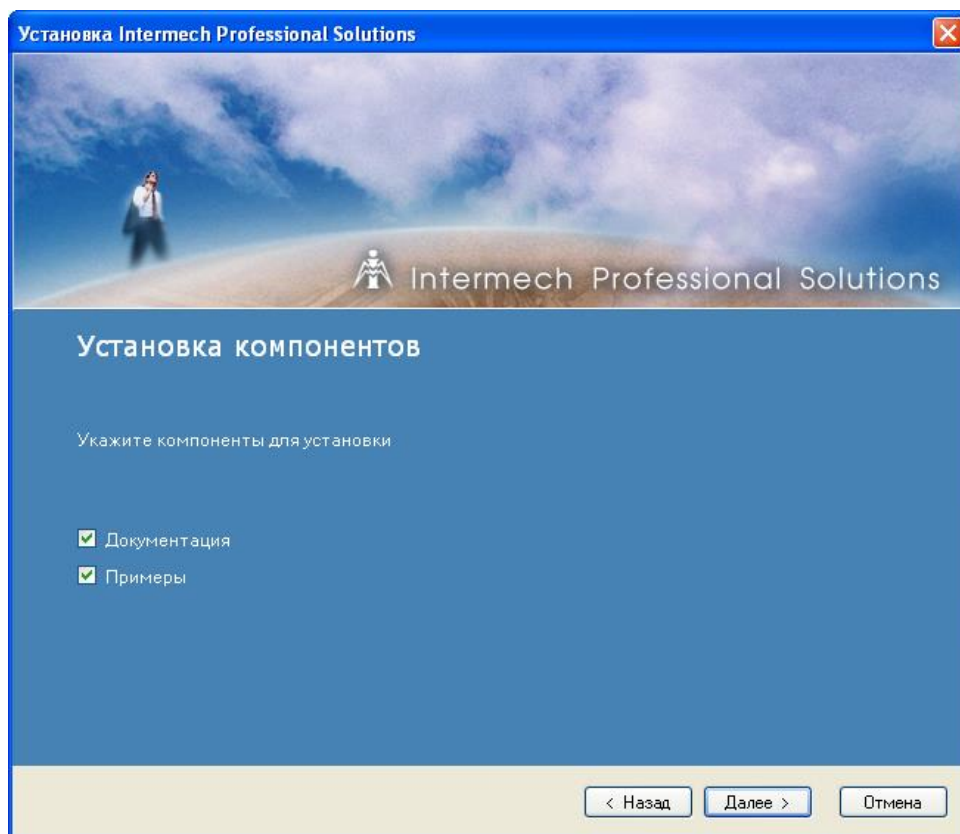 Установка Intermech Professional Solutions
Intermech Professional Solutions
Установка компонентов
Укажите компоненты для установки
Документация
Примеры
< Назад Далее > Отмена